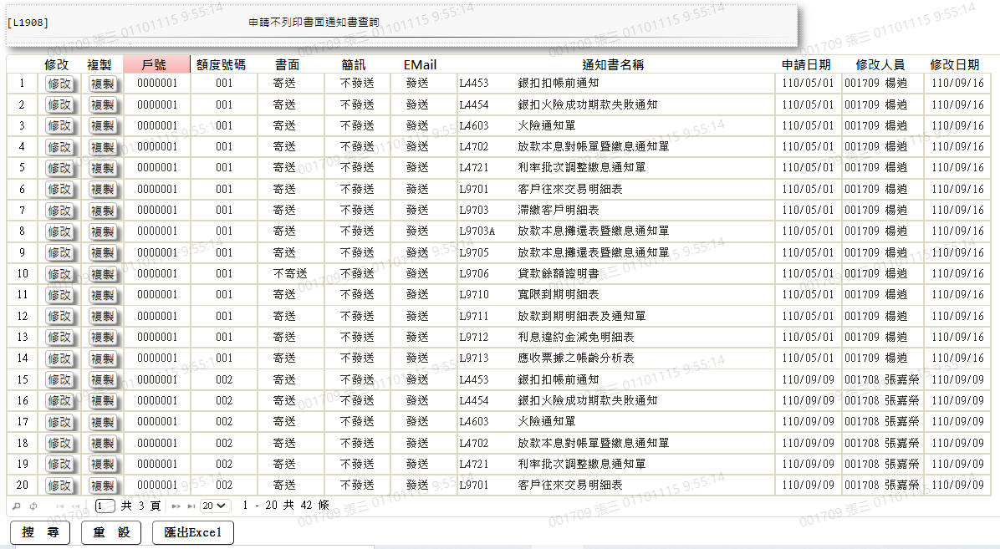 [L1908] 申請不列印書面通知書查詢
修改 複製 戶號 額度號碼 書面 簡訊 EMail 通知書名稱 申請日期 修改人員 修改日期
1 修改 複製 0000001 001 寄送 不發送 發送 L4453 銀扣扣帳前通知 110/05/01 001709 楊逍 110/09/16
2 修改 複製 0000001 001 寄送 不發送 發送 L4454 銀扣火險成功期款失敗通知 110/05/01 001709 楊逍 110/09/16
3 修改 複製 0000001 001 寄送 不發送 發送 L4603 火險通知單 110/05/01 001709 楊逍 110/09/16
4 修改 複製 0000001 001 寄送 不發送 發送 L4702 放款本息對帳單暨繳息通知單 110/05/01 001709 楊逍 110/09/16
5 修改 複製 0000001 001 寄送 不發送 發送 L4721 利率批次調整繳息通知單 110/05/01 001709 楊逍 110/09/16
6 修改 複製 0000001 001 寄送 不發送 發送 L9701 客戶往來交易明細表 110/05/01 001709 楊逍 110/09/16
7 修改 複製 0000001 001 寄送 不發送 發送 L9703 滯繳客戶明細表 110/05/01 001709 楊逍 110/09/16
8 修改 複製 0000001 001 寄送 不發送 發送 L9703A 放款本息攤還表暨繳息通知單 110/05/01 001709 楊逍 110/09/16
9 修改 複製 0000001 001 寄送 不發送 發送 L9705 放款本息攤還表暨繳息通知單 110/05/01 001709 楊逍 110/09/16
10 修改 複製 0000001 001 不寄送 不發送 發送 L9706 貸款餘額證明書 110/05/01 001709 楊逍 110/09/16
11 修改 複製 0000001 001 寄送 不發送 發送 L9710 寬限到期明細表 110/05/01 001709 楊逍 110/09/16
12 修改 複製 0000001 001 寄送 不發送 發送 L9711 放款到期明細表及通知單 110/05/01 001709 楊逍 110/09/16
13 修改 複製 0000001 001 寄送 不發送 發送 L9712 利息違約金減免明細表 110/05/01 001709 楊逍 110/09/16
14 修改 複製 0000001 001 寄送 不發送 發送 L9713 應收票據之帳齡分析表 110/05/01 001709 楊逍 110/09/16
15 修改 複製 0000001 002 寄送 不發送 發送 L4453 銀扣扣帳前通知 110/09/09 001708 張嘉榮 110/09/09
16 修改 複製 0000001 002 寄送 不發送 發送 L4454 銀扣火險成功期款失敗通知 110/09/09 001708 張嘉榮 110/09/09
17 修改 複製 0000001 002 寄送 不發送 發送 L4603 火險通知單 110/09/09 001708 張嘉榮 110/09/09
18 修改 複製 0000001 002 寄送 不發送 發送 L4702 放款本息對帳單暨繳息通知單 110/09/09 001708 張嘉榮 110/09/09
19 修改 複製 0000001 002 寄送 不發送 發送 L4721 利率批次調整繳息通知單 110/09/09 001708 張嘉榮 110/09/09
20 修改 複製 0000001 002 寄送 不發送 發送 L9701 客戶往來交易明細表 110/09/09 001708 張嘉榮 110/09/09
1 共 3 頁 20 1 - 20 共 42 條
搜 尋 重 設 匯出Excel
001709 張三 01101115 9:55:14